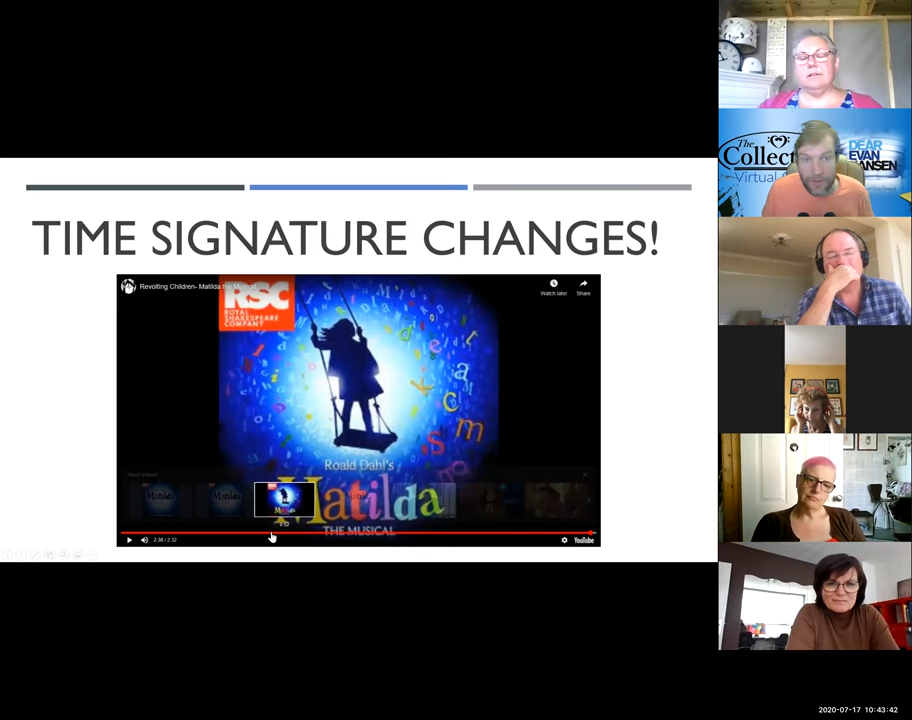 TIME SIGNATURE CHANGES!
Revolting Children- Matilda the Musical
Watch later
Share
RSC
ROYAL
SHAKESPEARE
COMPANY
Roald Dahl's
Matilda
THE MUSICAL
2:30 / 2:32
YouTube
The
Collect
Virtual
DEAR
EVAN
HANSEN
2020-07-17 10:43:42